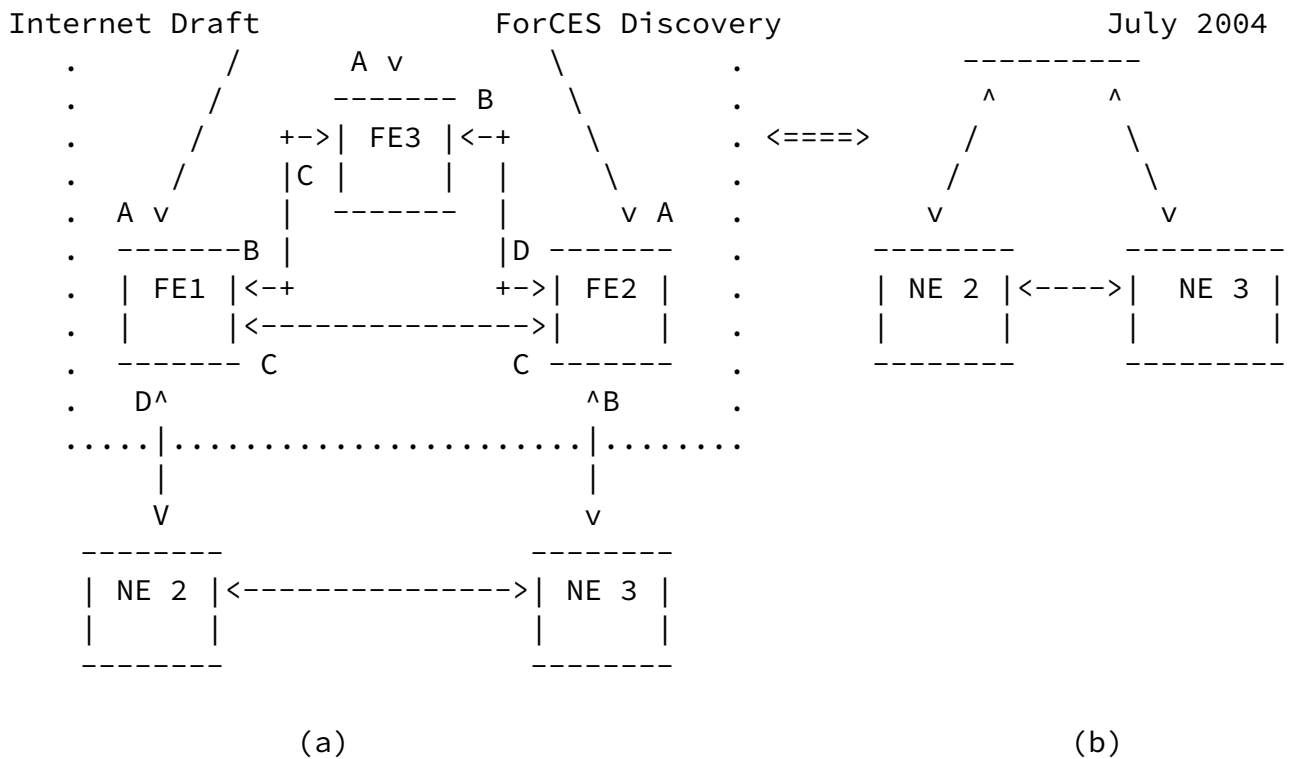 Internet Draft                ForCES Discovery                July 2004
    .        /      A v        \         .            ----------
    .       /      ------- B    \        .             ^      ^
    .      /    +->| FE3 |<-+    \       . <====>     /        \
    .     /     |C |     |  |     \      .           /          \
    .  A v      |  -------  |      v A   .          v            v
    .  -------B |           |D -------   .       --------      ---------
    .  | FE1 |<-+           +->| FE2 |   .       | NE 2 |<---->|  NE 3 |
    .  |     |<--------------->|     |   .       |      |      |       |
    .  ------- C             C -------   .       --------      ---------
    .   D^                       ^B      .
    .....|.......................|........
         |                       |
         V                       v
     --------                 --------
     | NE 2 |<--------------->| NE 3 |
     |      |                 |      |
     --------                 --------
                 (a)                                        (b)